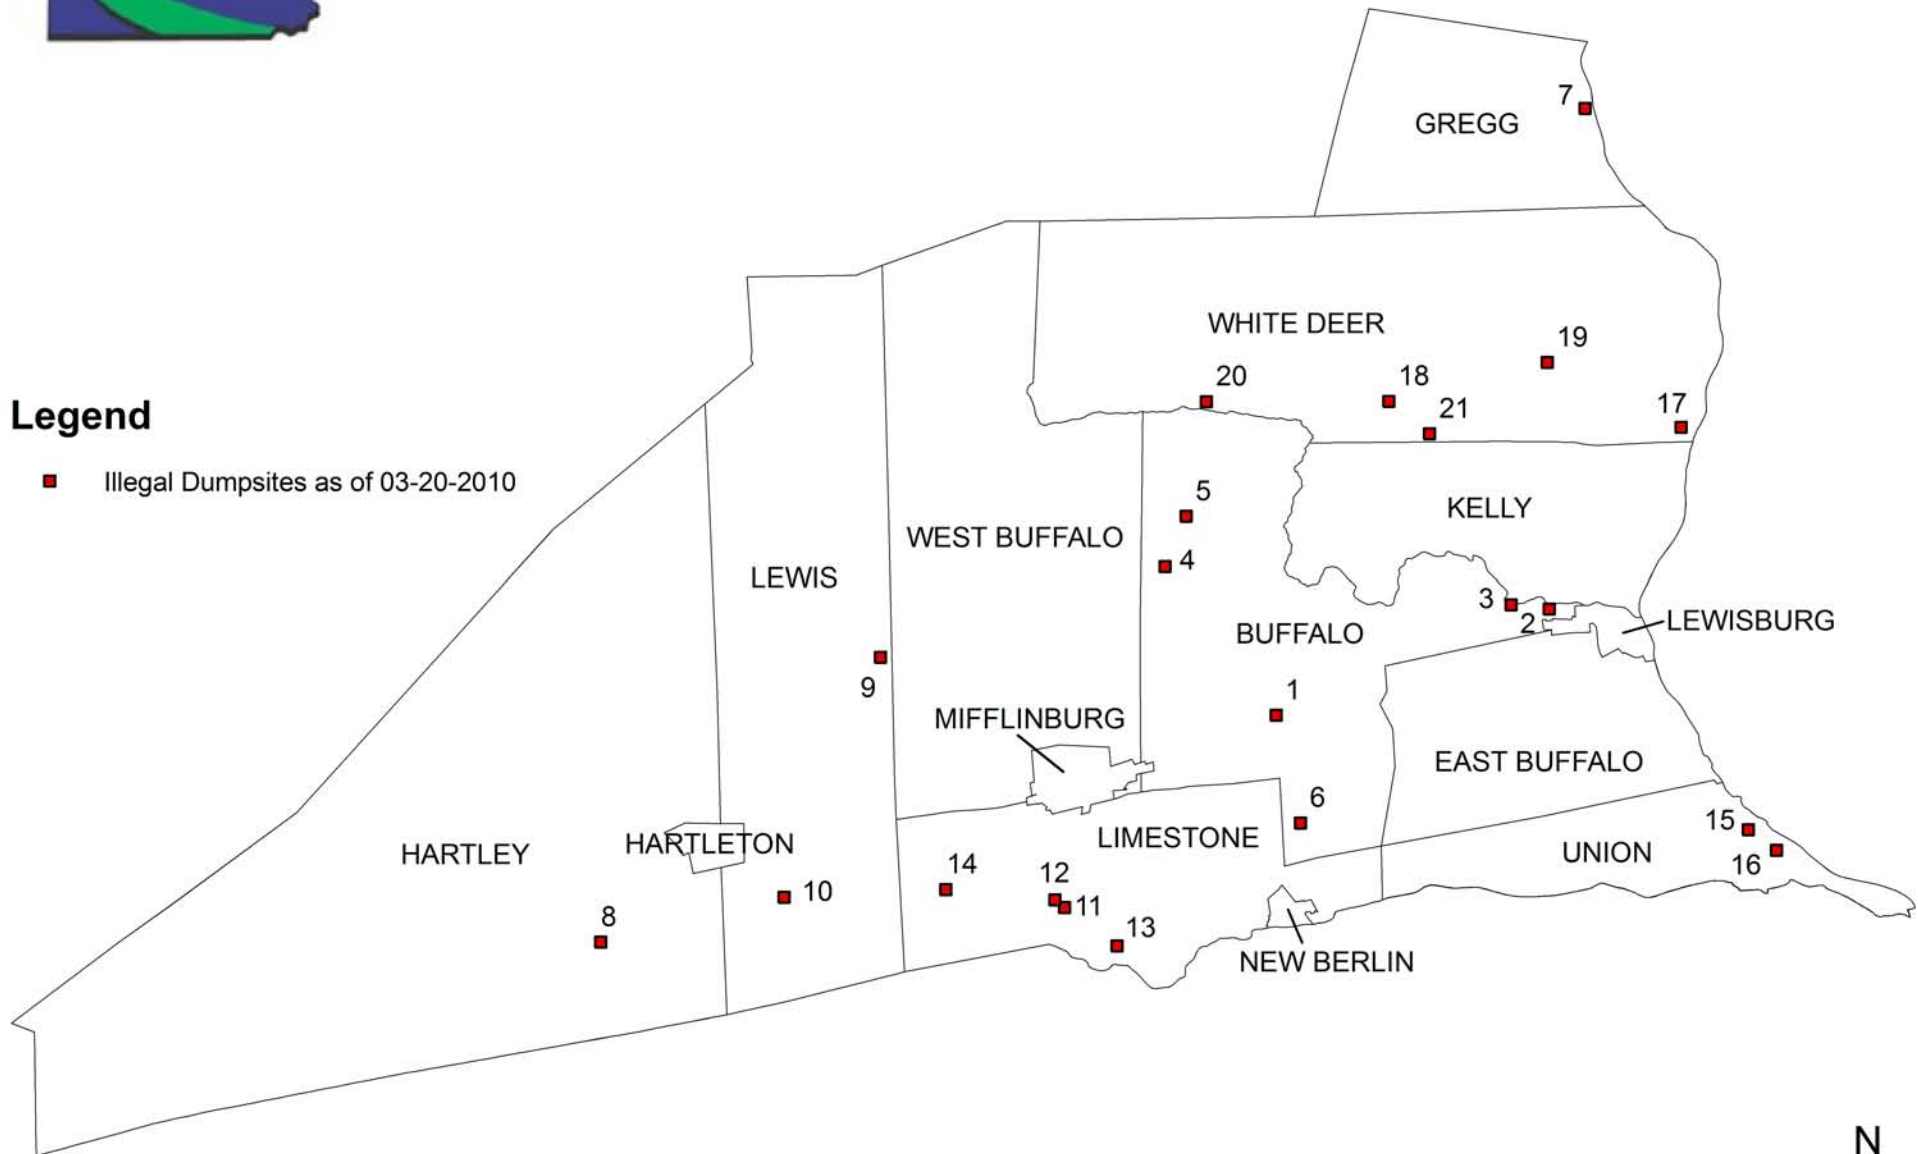 7
GREGG
WHITE DEER
19
20
18
17
21
Legend
Illegal Dumpsites as of 03-20-2010
5
KELLY
WEST BUFFALO
4
LEWIS
3
2
LEWISBURG
BUFFALO
9
1
MIFFLINBURG
EAST BUFFALO
6
15
HARTLETON
LIMESTONE
HARTLEY
UNION
14
16
12
10
11
8
13
NEW BERLIN
N